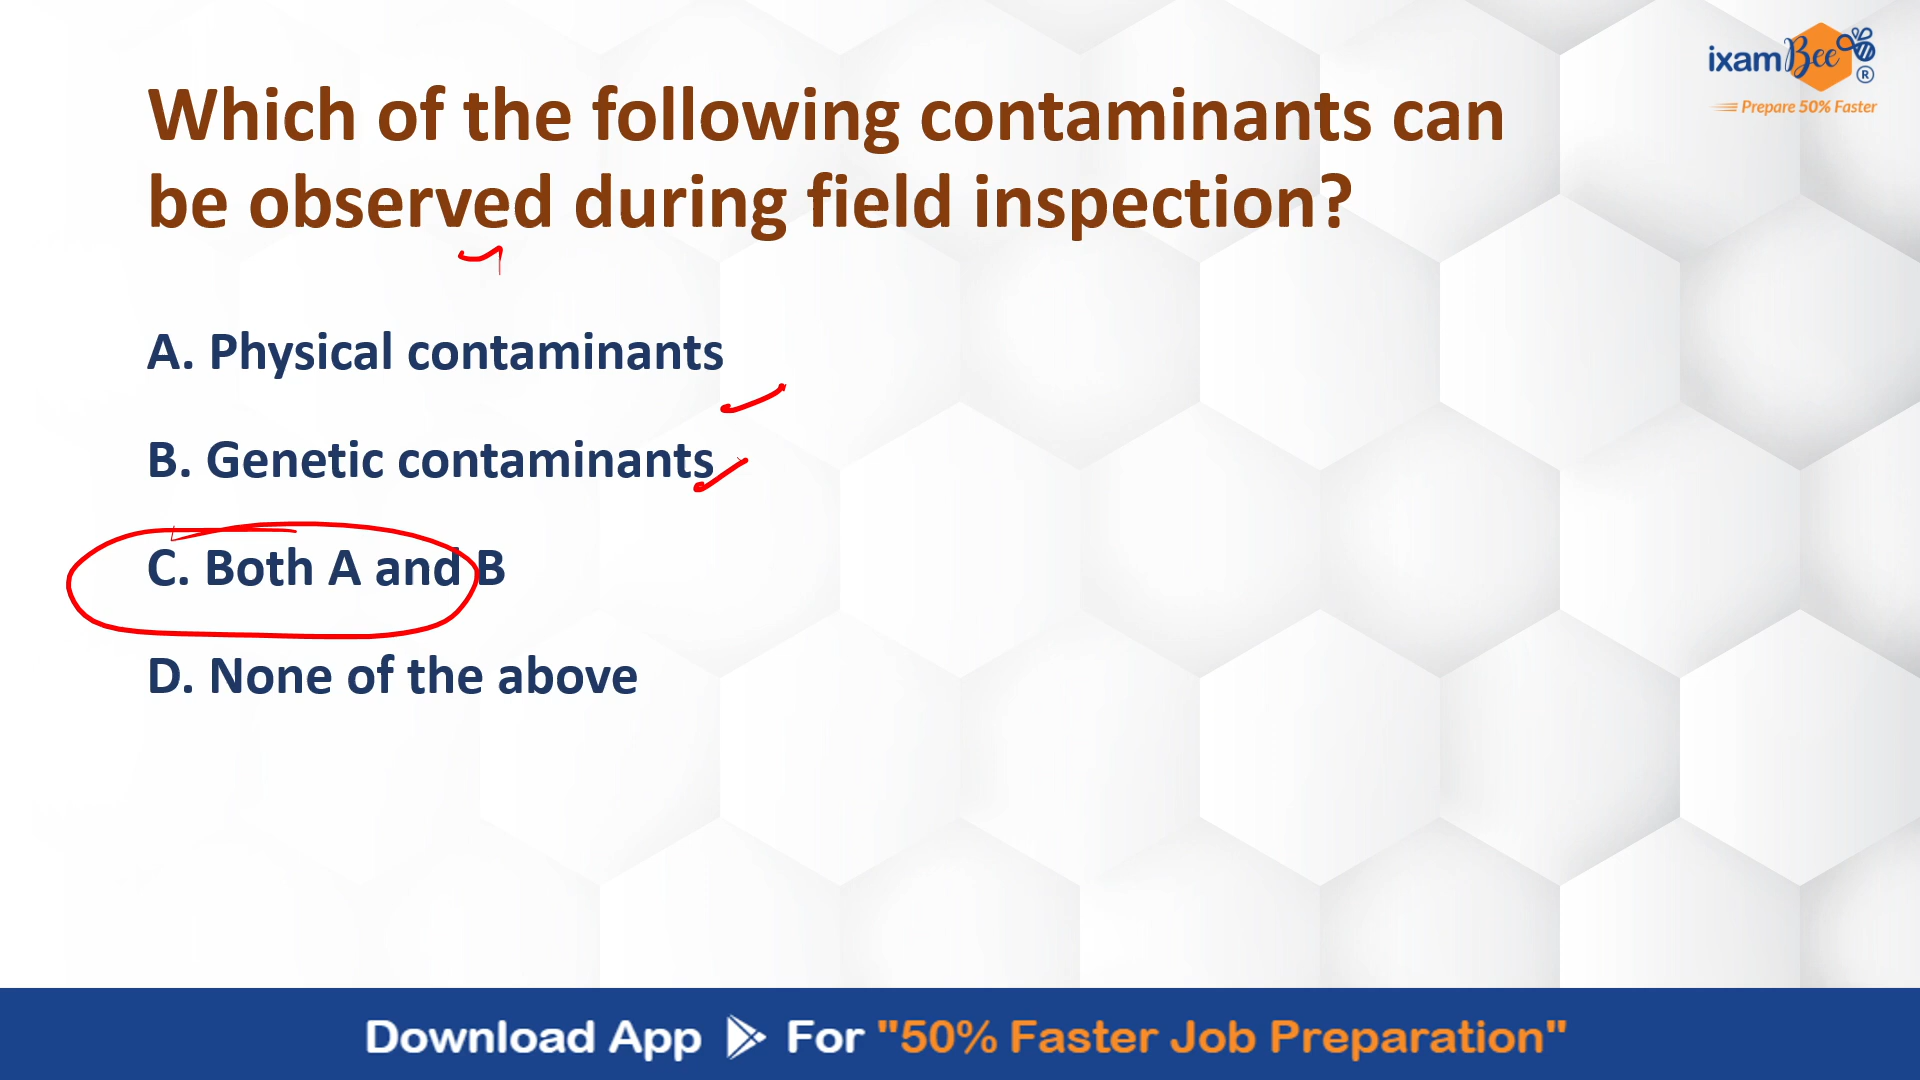 ixamBee®
Prepare 50% Faster
Which of the following contaminants can
be observed during field inspection?
A. Physical contaminants
B. Genetic contaminants
C. Both A and B
D. None of the above
Download App For "50% Faster Job Preparation"